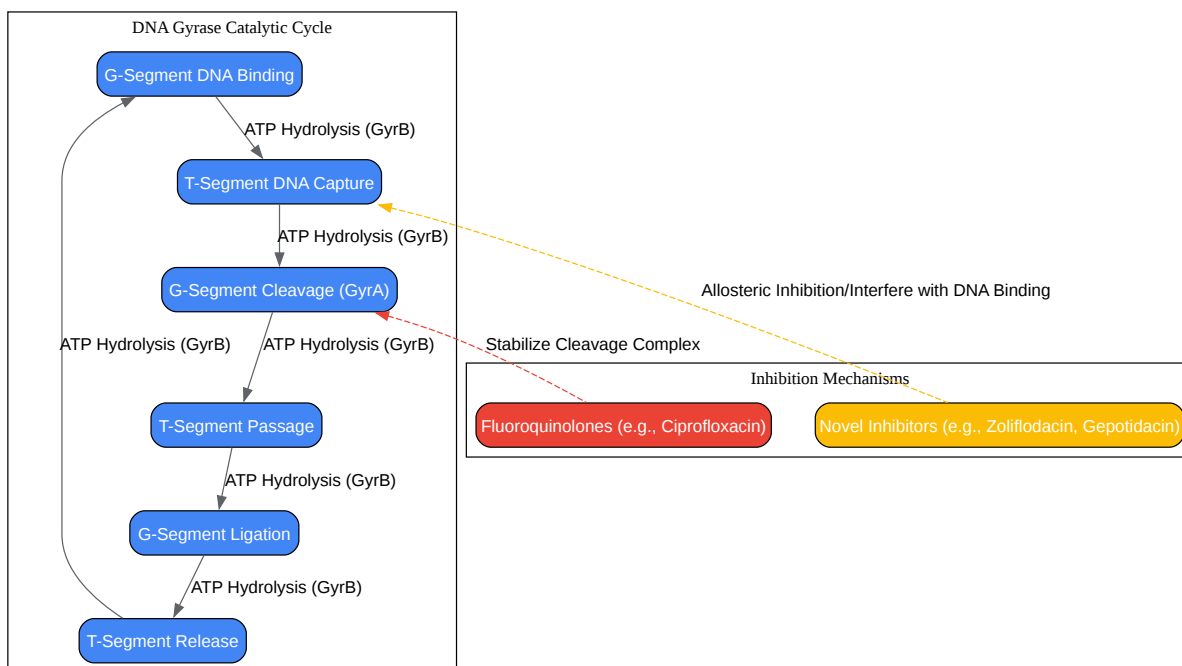 DNA Gyrase Catalytic Cycle
G-Segment DNA Binding
ATP Hydrolysis (GyrB)
T-Segment DNA Capture
ATP Hydrolysis (GyrB)
G-Segment Cleavage (GyrA)
Allosteric Inhibition/Interfere with DNA Binding
ATP Hydrolysis (GyrB)
ATP Hydrolysis (GyrB)
Stabilize Cleavage Complex
Inhibition Mechanisms
T-Segment Passage
Fluoroquinolones (e.g., Ciprofloxacin)
Novel Inhibitors (e.g., Zoliflodacin, Gepotidacin)
ATP Hydrolysis (GyrB)
G-Segment Ligation
ATP Hydrolysis (GyrB)
T-Segment Release